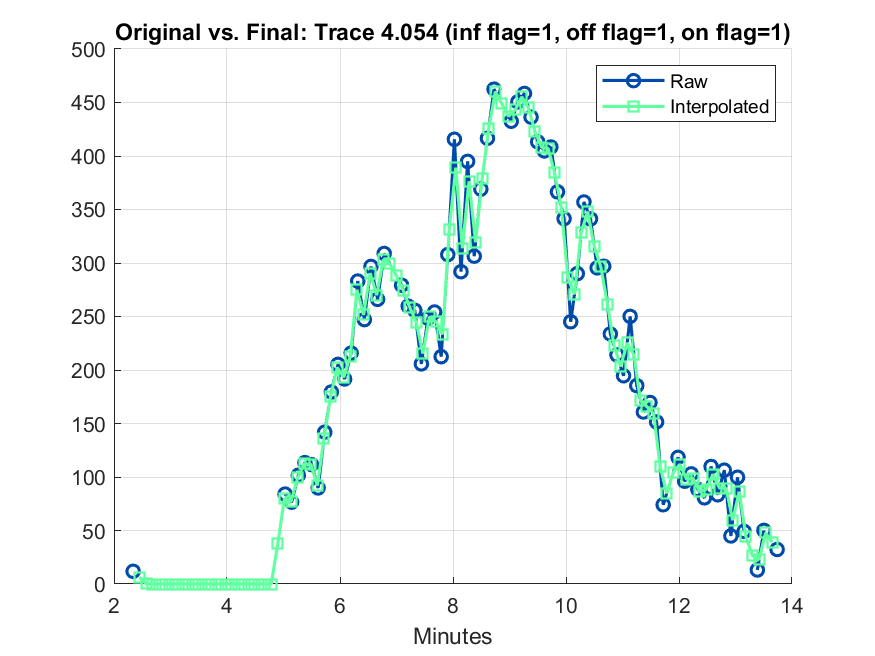 Original vs. Final: Trace 4.054 (inf flag=1, off flag=1, on flag=1)
500
450
400
350
300
250
200
150
100
50
0
Raw
Interpolated
2 4 6 8 10 12 14
Minutes